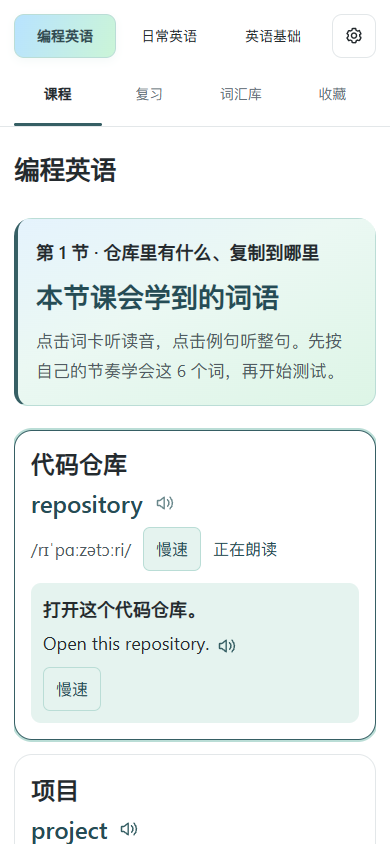 编程英语 日常英语 英语基础
课程 复习 词汇库 收藏
编程英语
第 1 节 · 仓库里有什么、复制到哪里
本节课会学到的词语
点击词卡听读音，点击例句听整句。先按
自己的节奏学会这 6 个词，再开始测试。
代码仓库
repository
/rɪˈpɑːzətɔːri/ 慢速 正在朗读
打开这个代码仓库。
Open this repository.
慢速
项目
project